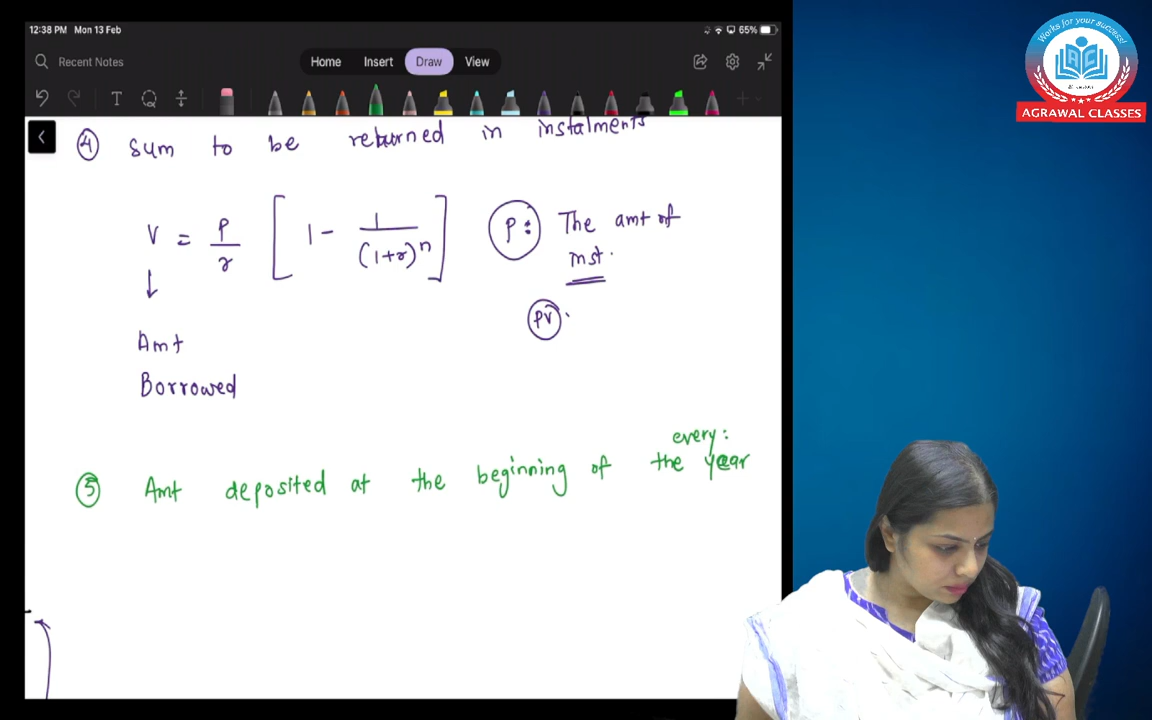 12:38 PM Mon 13 Feb
65%
Recent Notes
Home Insert Draw View
Works for your success!
AC
AGRAWAL CLASSES
④ Sum to be returned in instalments
V = P/r [ 1 - 1/(1+r)^n ]
P : The amt of
inst.
PV
Amt
Borrowed
every:
⑤ Amt deposited at the beginning of the year